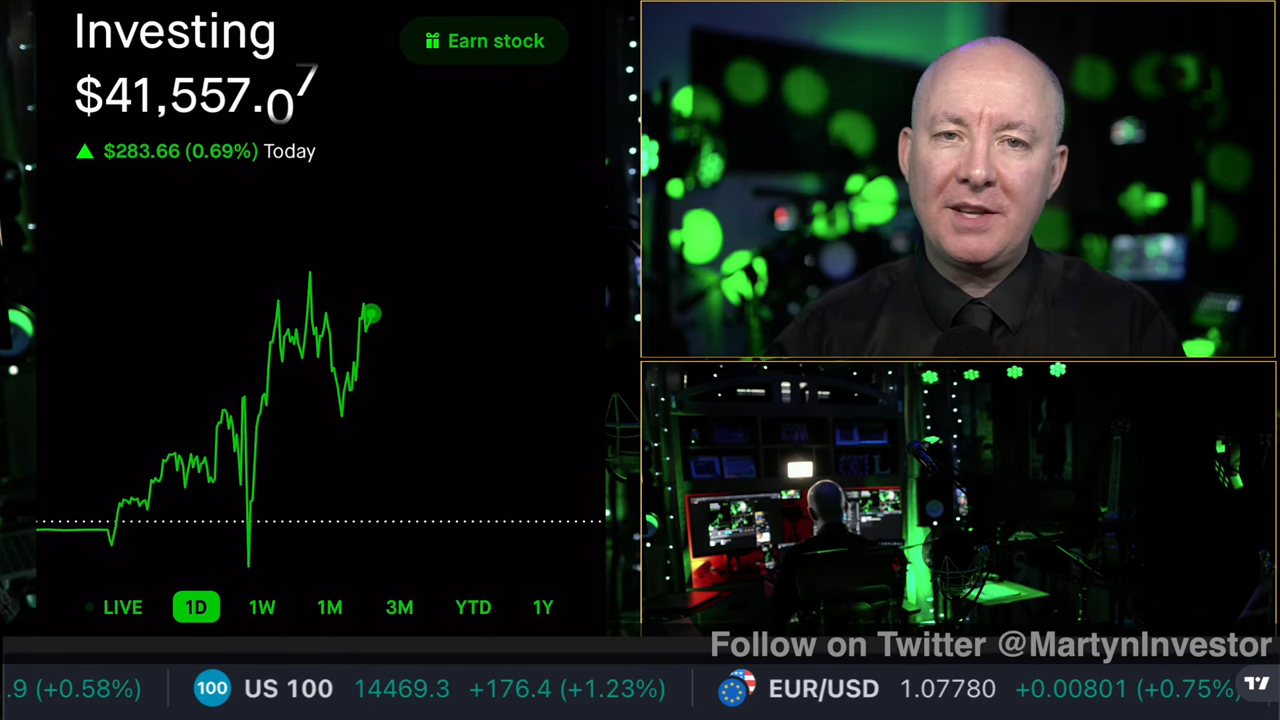 Investing
Earn stock
$41,557.07
$283.66 (0.69%) Today
LIVE
1D
1W
1M
3M
YTD
1Y
Follow on Twitter @MartynInvestor
.9 (+0.58%)
100
US 100
14469.3
+176.4 (+1.23%)
EUR/USD
1.07780
+0.00801 (+0.75%)